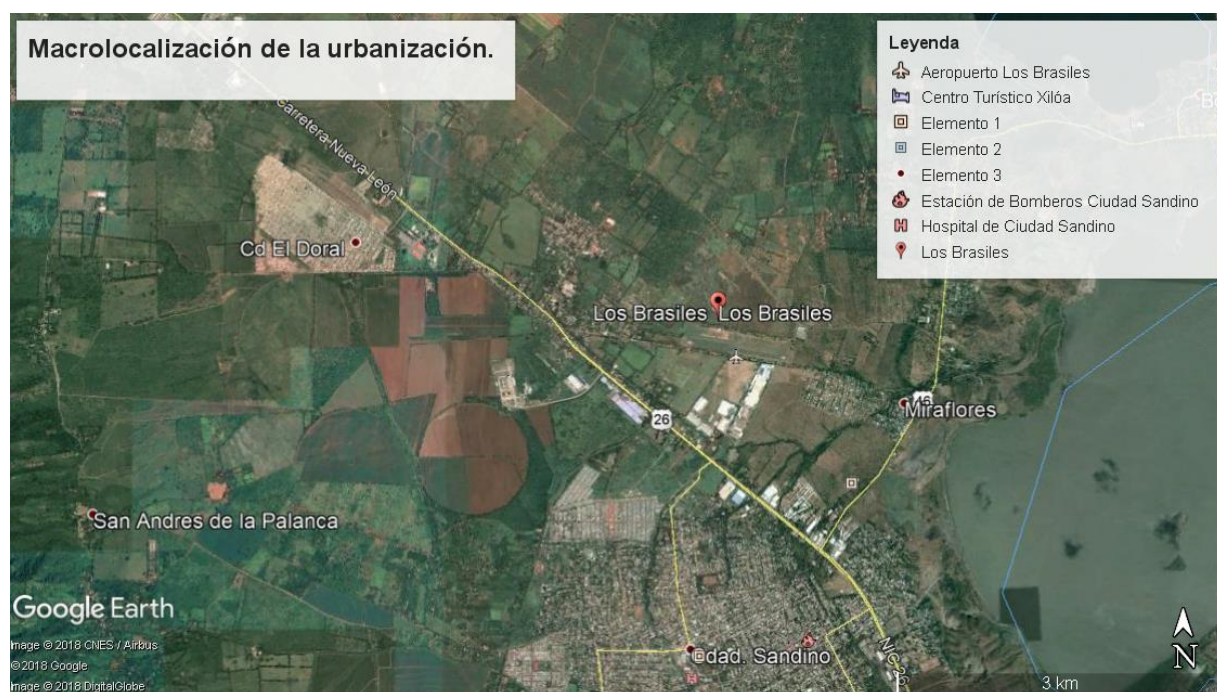 Macrolocalización de la urbanización.
Leyenda
Aeropuerto Los Brasiles
Centro Turístico Xilóa
Elemento 1
Elemento 2
Elemento 3
Estación de Bomberos Ciudad Sandino
Hospital de Ciudad Sandino
Los Brasiles
Carretera Nueva León
Cd El Doral
Los Brasiles Los Brasiles
26
Miraflores
San Andres de la Palanca
Cdad. Sandino
NIC-26
Google Earth
Image © 2018 CNES / Airbus
© 2018 Google
Image © 2018 DigitalGlobe
N
3 km